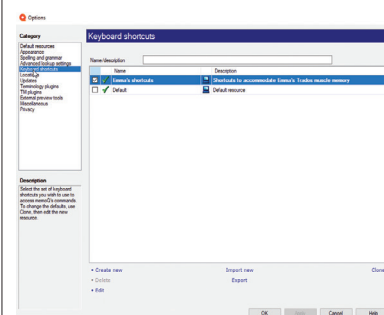 Options
Category
Default resources
Appearance
Spelling and grammar
Advanced lookup settings
Keyboard shortcuts
Locations
Updates
Terminology plugins
TM plugins
External preview tools
Miscellaneous
Privacy
Description
Select the set of keyboard
shortcuts you wish to use to
access memoQ's commands.
To change the defaults, use
Clone, then edit the new
resource.
Keyboard shortcuts
Name/description
Name Description
Emma's shortcuts Shortcuts to accommodate Emma's Trados muscle memory
Default Default resource
Create new Import new Clone
Delete Export
Edit
OK Apply Cancel Help